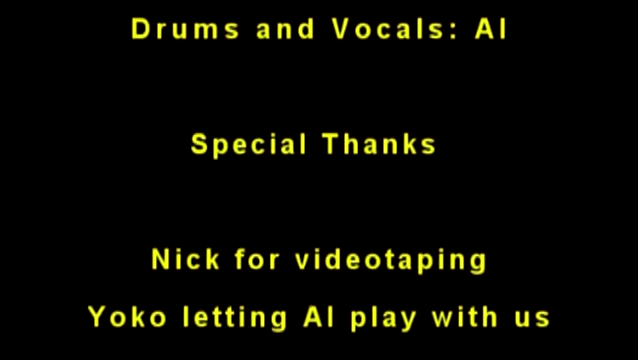 Drums and Vocals: Al
Special Thanks
Nick for videotaping
Yoko letting Al play with us